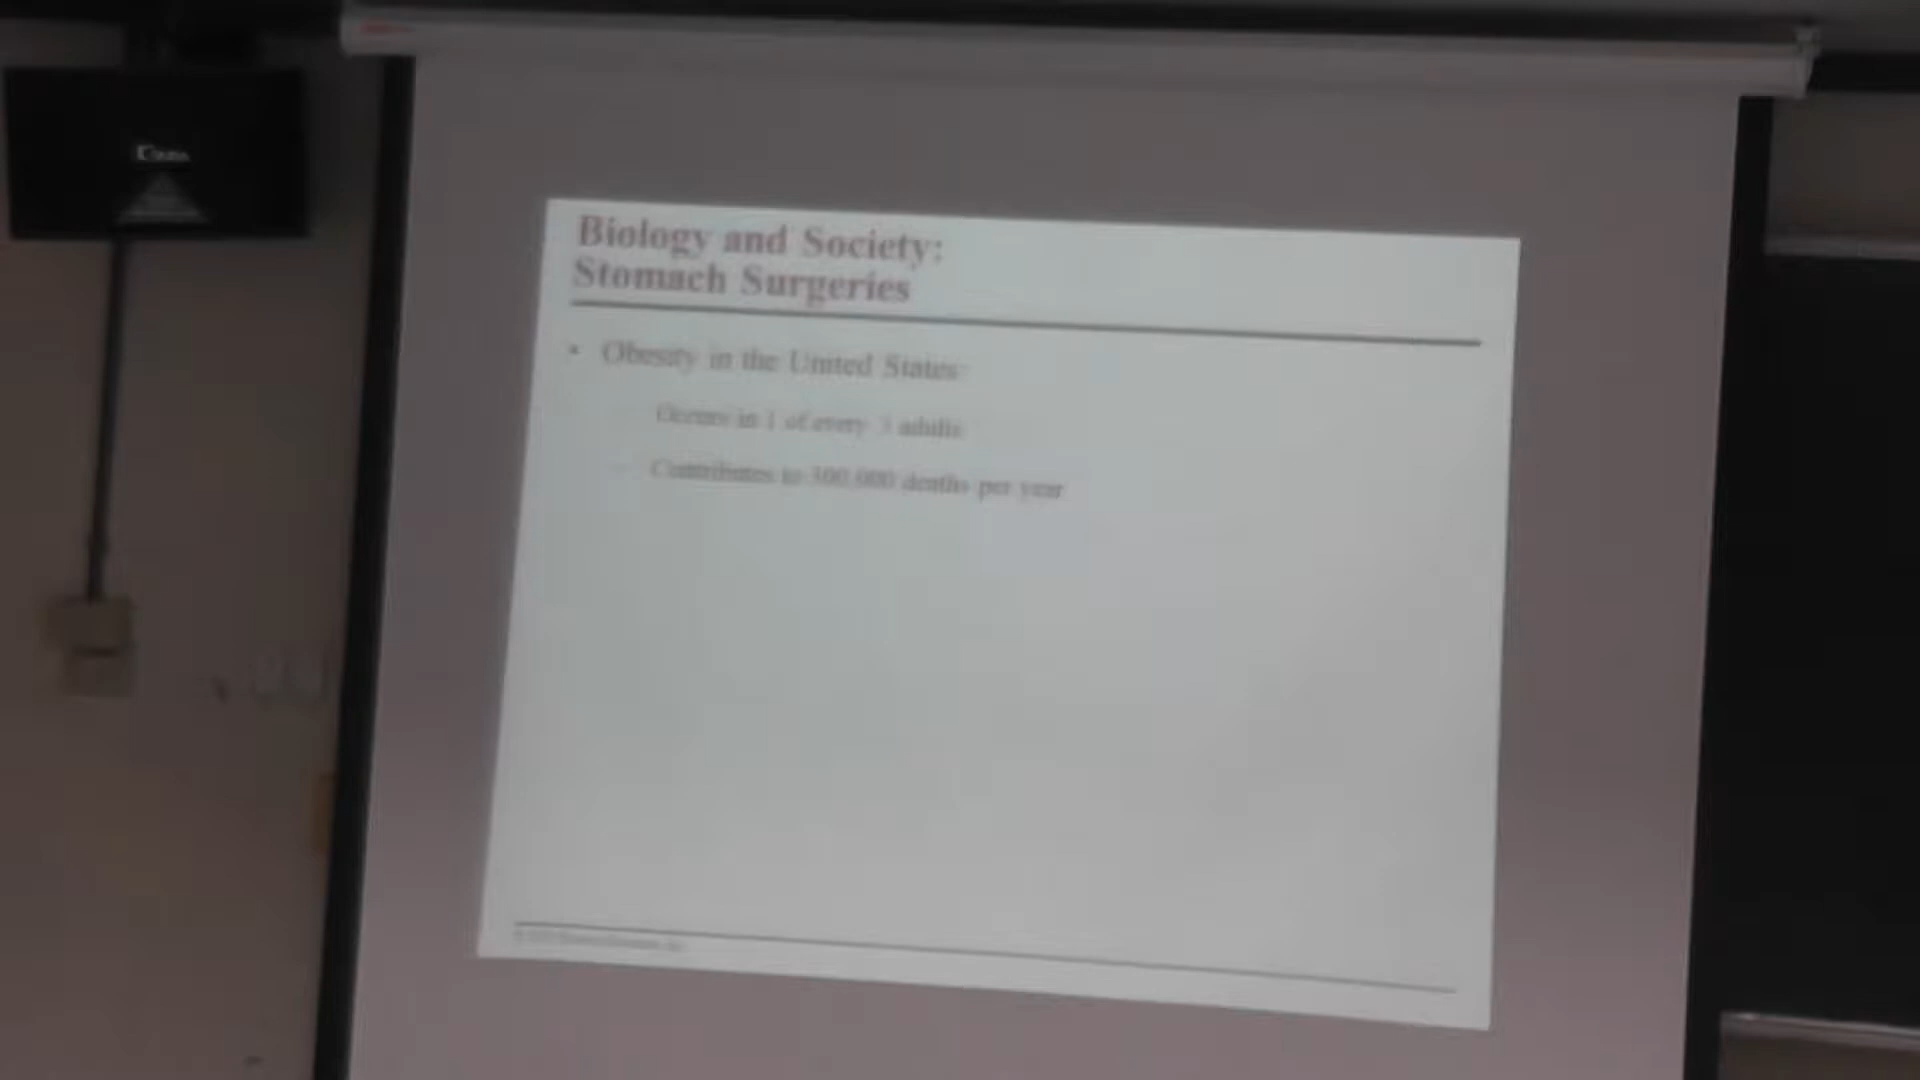 Biology and Society:
Stomach Surgeries
• Obesity in the United States:
Occurs in 1 of every 3 adults
– Contributes to 300,000 deaths per year